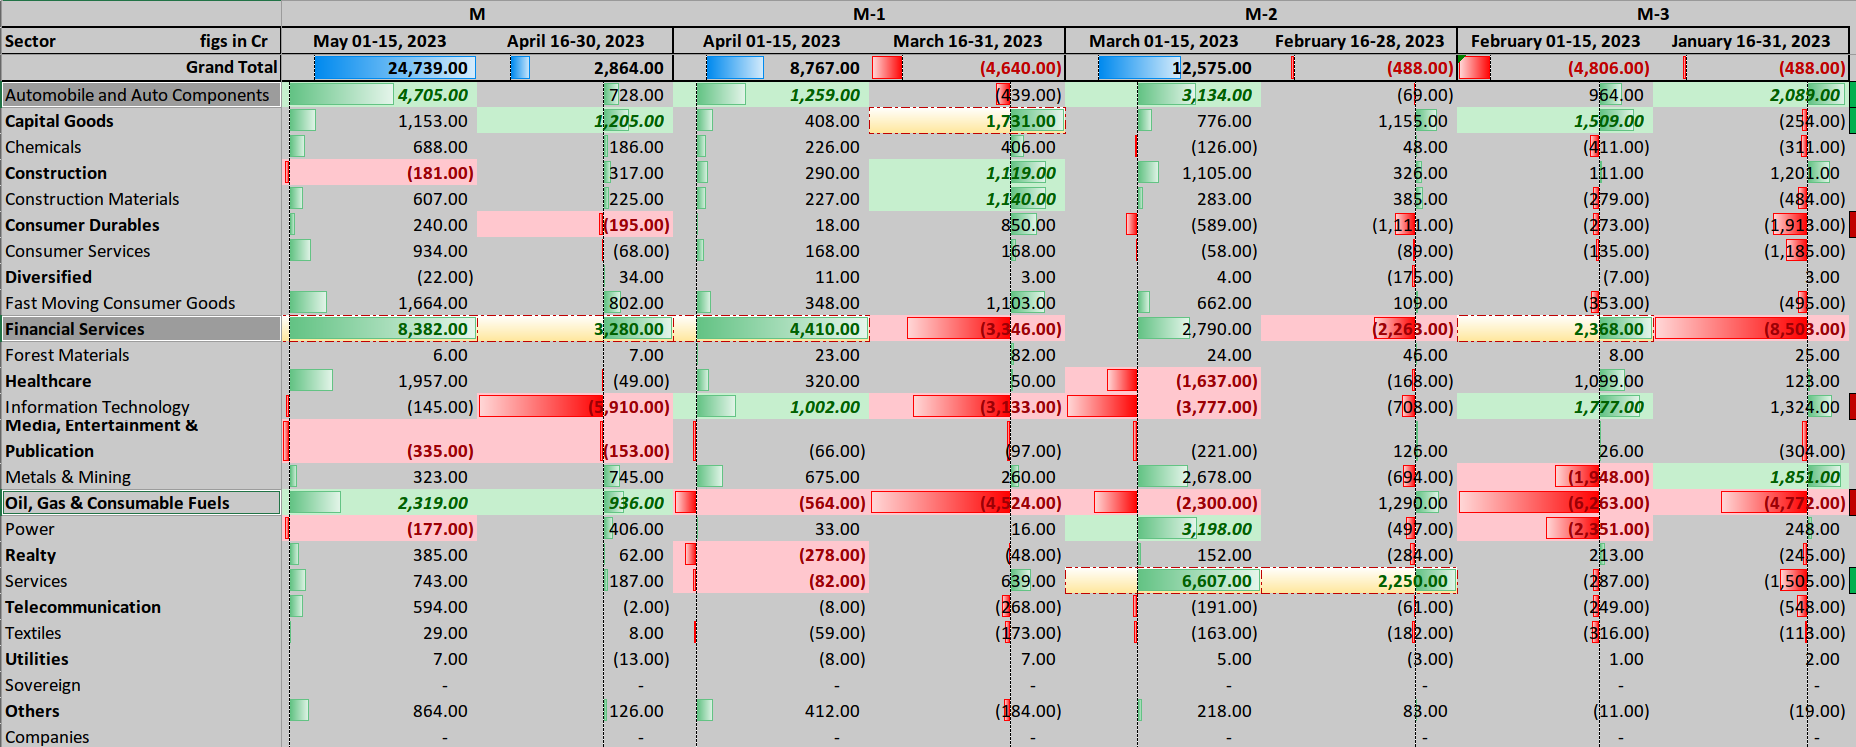 M M-1 M-2 M-3
Sector figs in Cr May 01-15, 2023 April 16-30, 2023 April 01-15, 2023 March 16-31, 2023 March 01-15, 2023 February 16-28, 2023 February 01-15, 2023 January 16-31, 2023
Grand Total 24,739.00 2,864.00 8,767.00 (4,640.00) 12,575.00 (488.00) (4,806.00) (488.00)
Automobile and Auto Components 4,705.00 728.00 1,259.00 (439.00) 3,134.00 (69.00) 964.00 2,089.00
Capital Goods 1,153.00 1,205.00 408.00 1,731.00 776.00 1,155.00 1,509.00 (254.00)
Chemicals 688.00 186.00 226.00 406.00 (126.00) 48.00 (411.00) (311.00)
Construction (181.00) 317.00 290.00 1,119.00 1,105.00 326.00 111.00 1,201.00
Construction Materials 607.00 225.00 227.00 1,140.00 283.00 385.00 (279.00) (484.00)
Consumer Durables 240.00 (195.00) 18.00 850.00 (589.00) (1,111.00) (273.00) (1,913.00)
Consumer Services 934.00 (68.00) 168.00 168.00 (58.00) (89.00) (135.00) (1,185.00)
Diversified (22.00) 34.00 11.00 3.00 4.00 (175.00) (7.00) 3.00
Fast Moving Consumer Goods 1,664.00 802.00 348.00 1,103.00 662.00 109.00 (353.00) (495.00)
Financial Services 8,382.00 3,280.00 4,410.00 (3,346.00) 2,790.00 (2,263.00) 2,368.00 (8,503.00)
Forest Materials 6.00 7.00 23.00 82.00 24.00 46.00 8.00 25.00
Healthcare 1,957.00 (49.00) 320.00 50.00 (1,637.00) (168.00) 1,099.00 123.00
Information Technology (145.00) (5,910.00) 1,002.00 (3,133.00) (3,777.00) (708.00) 1,777.00 1,324.00
Media, Entertainment &
Publication (335.00) (153.00) (66.00) (97.00) (221.00) 126.00 26.00 (304.00)
Metals & Mining 323.00 745.00 675.00 260.00 2,678.00 (694.00) (1,948.00) 1,851.00
Oil, Gas & Consumable Fuels 2,319.00 936.00 (564.00) (4,524.00) (2,300.00) 1,290.00 (6,263.00) (4,772.00)
Power (177.00) 406.00 33.00 16.00 3,198.00 (497.00) (2,351.00) 248.00
Realty 385.00 62.00 (278.00) (48.00) 152.00 (284.00) 213.00 (245.00)
Services 743.00 187.00 (82.00) 639.00 6,607.00 2,250.00 (287.00) (1,505.00)
Telecommunication 594.00 (2.00) (8.00) (268.00) (191.00) (61.00) (249.00) (548.00)
Textiles 29.00 8.00 (59.00) (173.00) (163.00) (182.00) (316.00) (113.00)
Utilities 7.00 (13.00) (8.00) 7.00 5.00 (3.00) 1.00 2.00
Sovereign - - - - - - - -
Others 864.00 126.00 412.00 (184.00) 218.00 83.00 (11.00) (19.00)
Companies - - - - - - - -